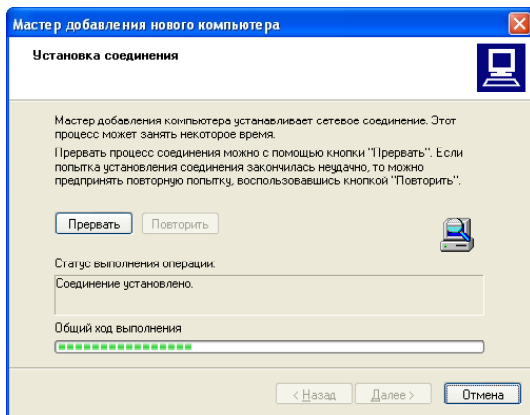 Мастер добавления нового компьютера
Установка соединения
Мастер добавления компьютера устанавливает сетевое соединение. Этот
процесс может занять некоторое время.
Прервать процесс соединения можно с помощью кнопки "Прервать". Если
попытка установления соединения закончилась неудачно, то можно
предпринять повторную попытку, воспользовавшись кнопкой "Повторить".
Прервать Повторить
Статус выполнения операции:
Соединение установлено.
Общий ход выполнения
< Назад Далее > Отмена